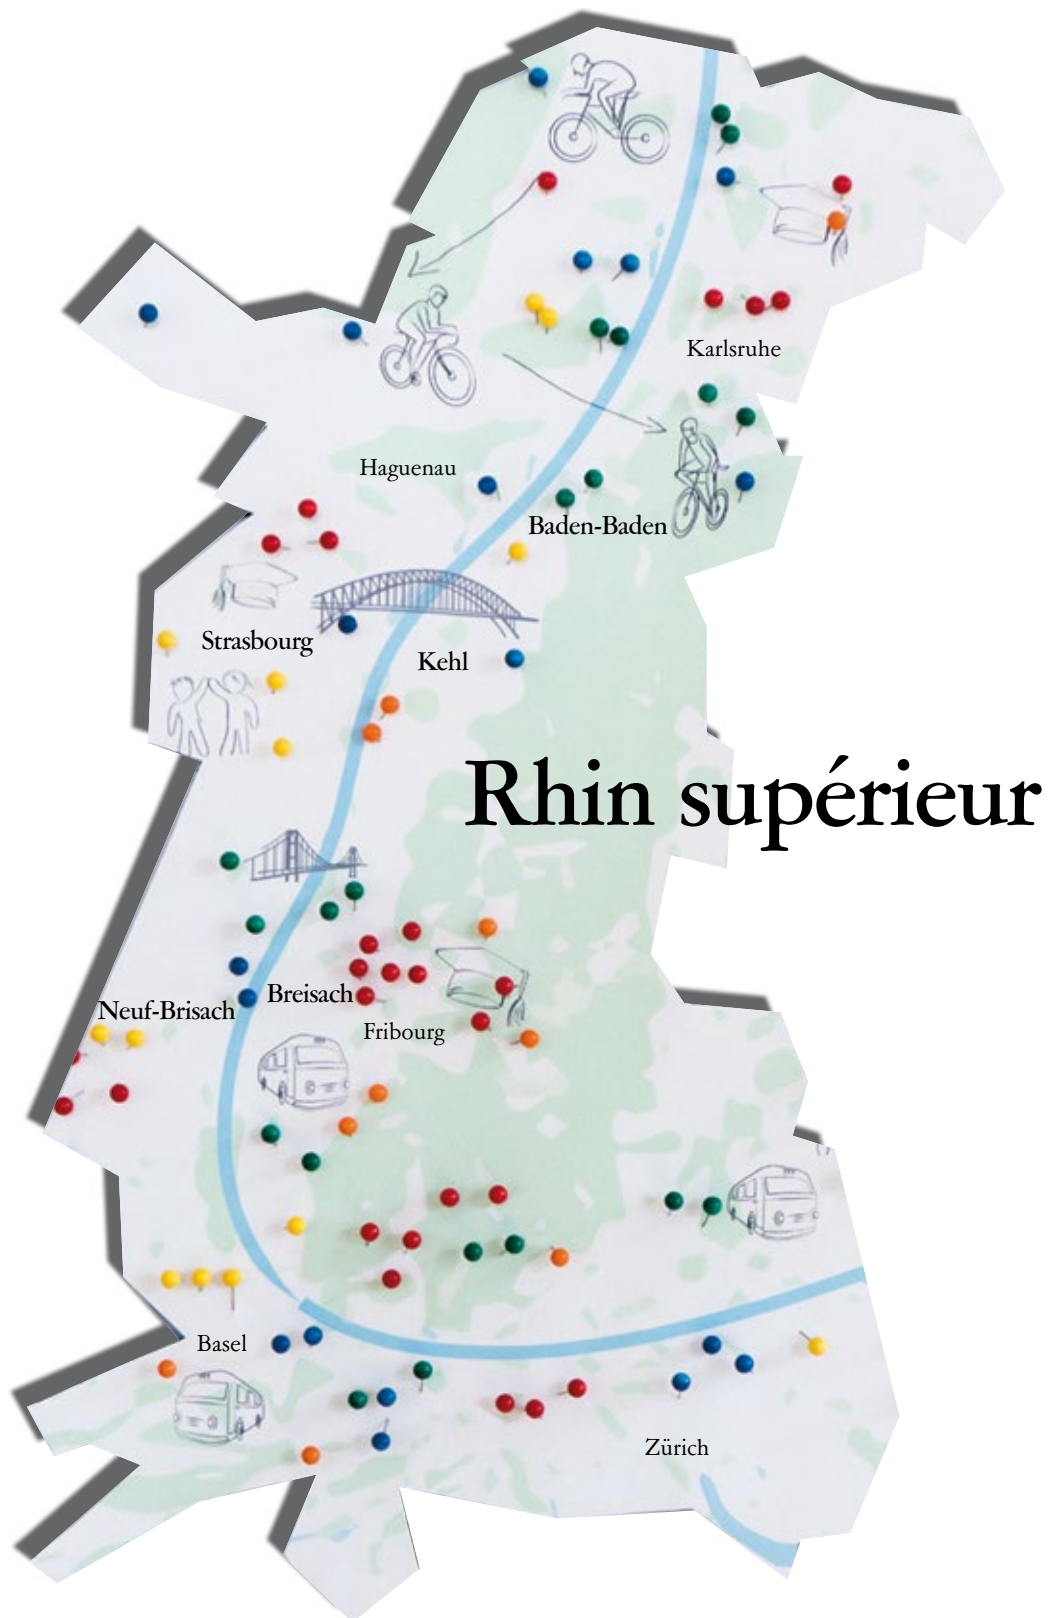 Karlsruhe
Haguenau
Baden-Baden
Strasbourg
Kehl
Rhin supérieur
Neuf-Brisach
Breisach
Fribourg
Basel
Zürich